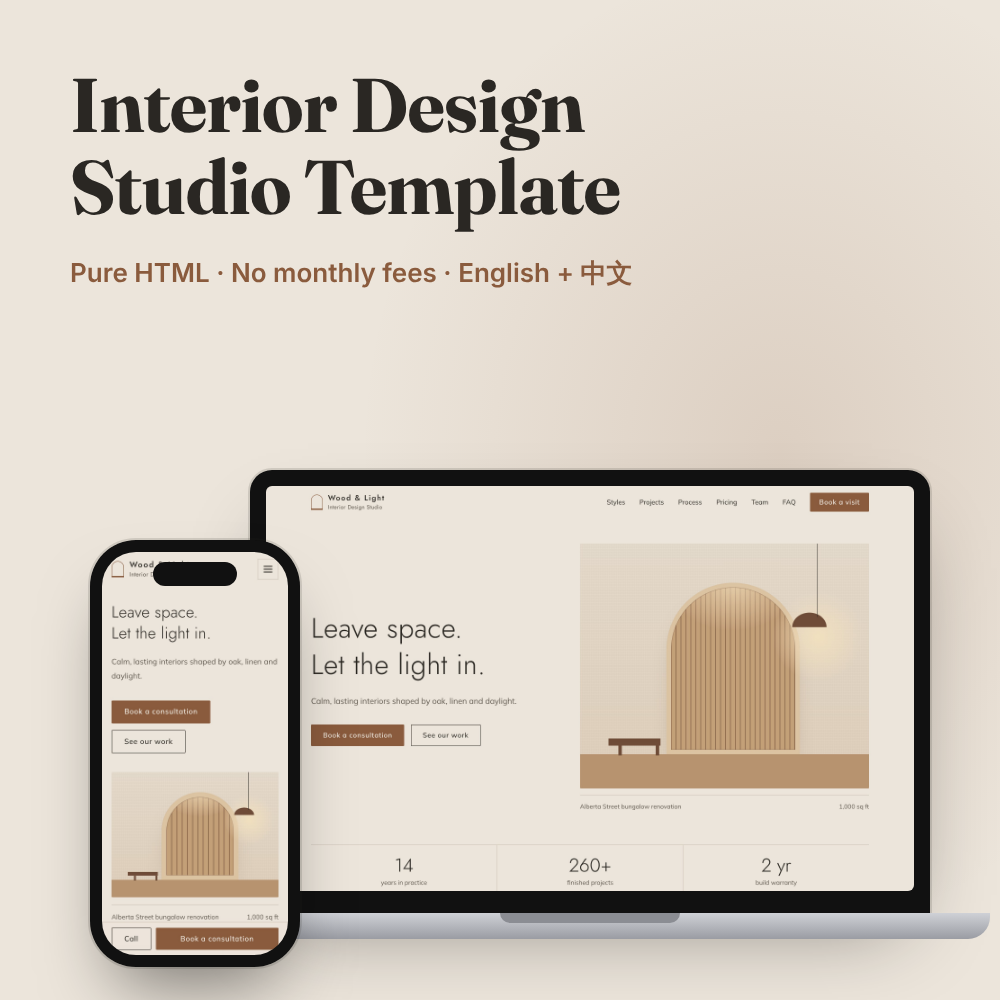 Interior Design
Studio Template
Pure HTML · No monthly fees · English + 中文
Wood & Light
Interior Design Studio
Styles Projects Process Pricing Team FAQ Book a visit
Leave space.
Let the light in.
Calm, lasting interiors shaped by oak, linen and daylight.
Book a consultation See our work
Alberta Street bungalow renovation 1,000 sq ft
14 260+ 2 yr
years in practice finished projects build warranty
Wood
Interior
Leave space.
Let the light in.
Calm, lasting interiors shaped by oak, linen and
daylight.
Book a consultation
See our work
Alberta Street bungalow renovation 1,000 sq ft
Call Book a consultation